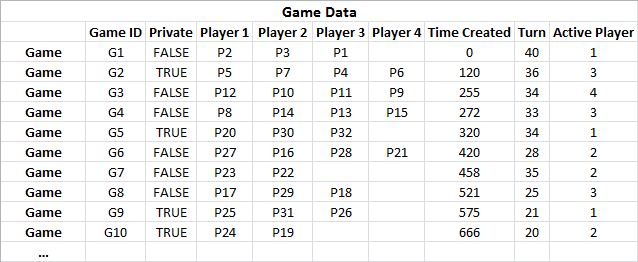 Game Data
Game ID Private Player 1 Player 2 Player 3 Player 4 Time Created Turn Active Player
Game G1 FALSE P2 P3 P1 0 40 1
Game G2 TRUE P5 P7 P4 P6 120 36 3
Game G3 FALSE P12 P10 P11 P9 255 34 4
Game G4 FALSE P8 P14 P13 P15 272 33 3
Game G5 TRUE P20 P30 P32 320 34 1
Game G6 FALSE P27 P16 P28 P21 420 28 2
Game G7 FALSE P23 P22 458 35 2
Game G8 FALSE P17 P29 P18 521 25 3
Game G9 TRUE P25 P31 P26 575 21 1
Game G10 TRUE P24 P19 666 20 2
...